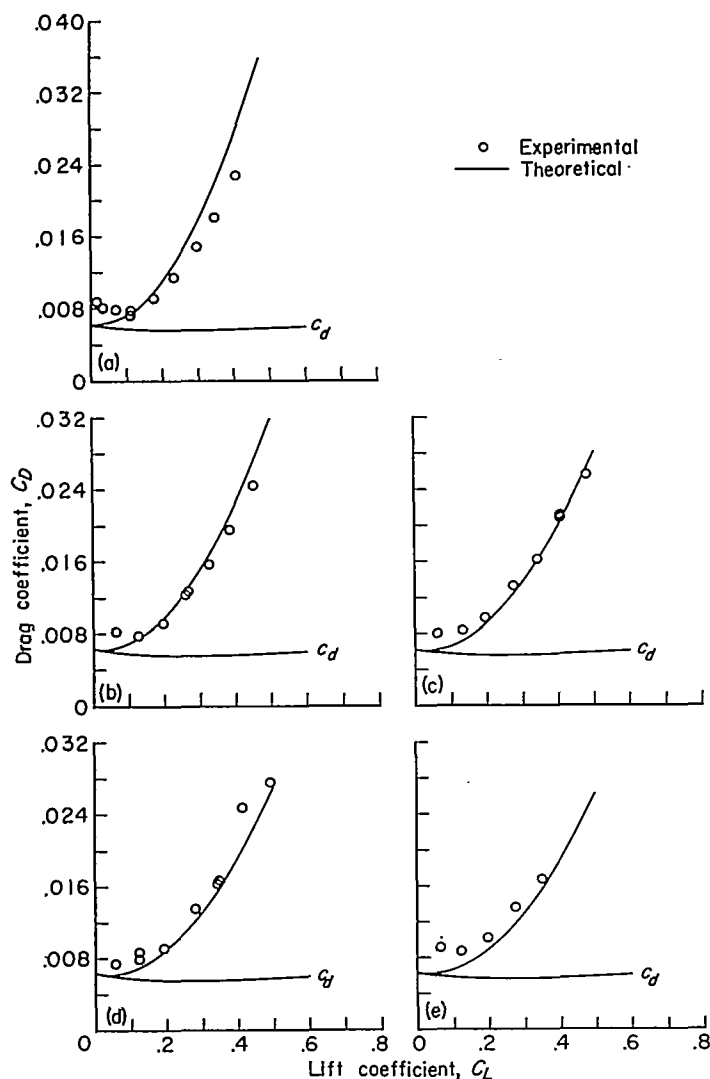 .040
.032
.024
.016
.008
0
(a)
c_d
Experimental
Theoretical
.032
.024
.016
.008
0
(b)
c_d
(c)
c_d
Drag coefficient, C_D
.032
.024
.016
.008
0
(d)
c_d
(e)
c_d
0 .2 .4 .6 .8 0 .2 .4 .6 .8
Lift coefficient, C_L